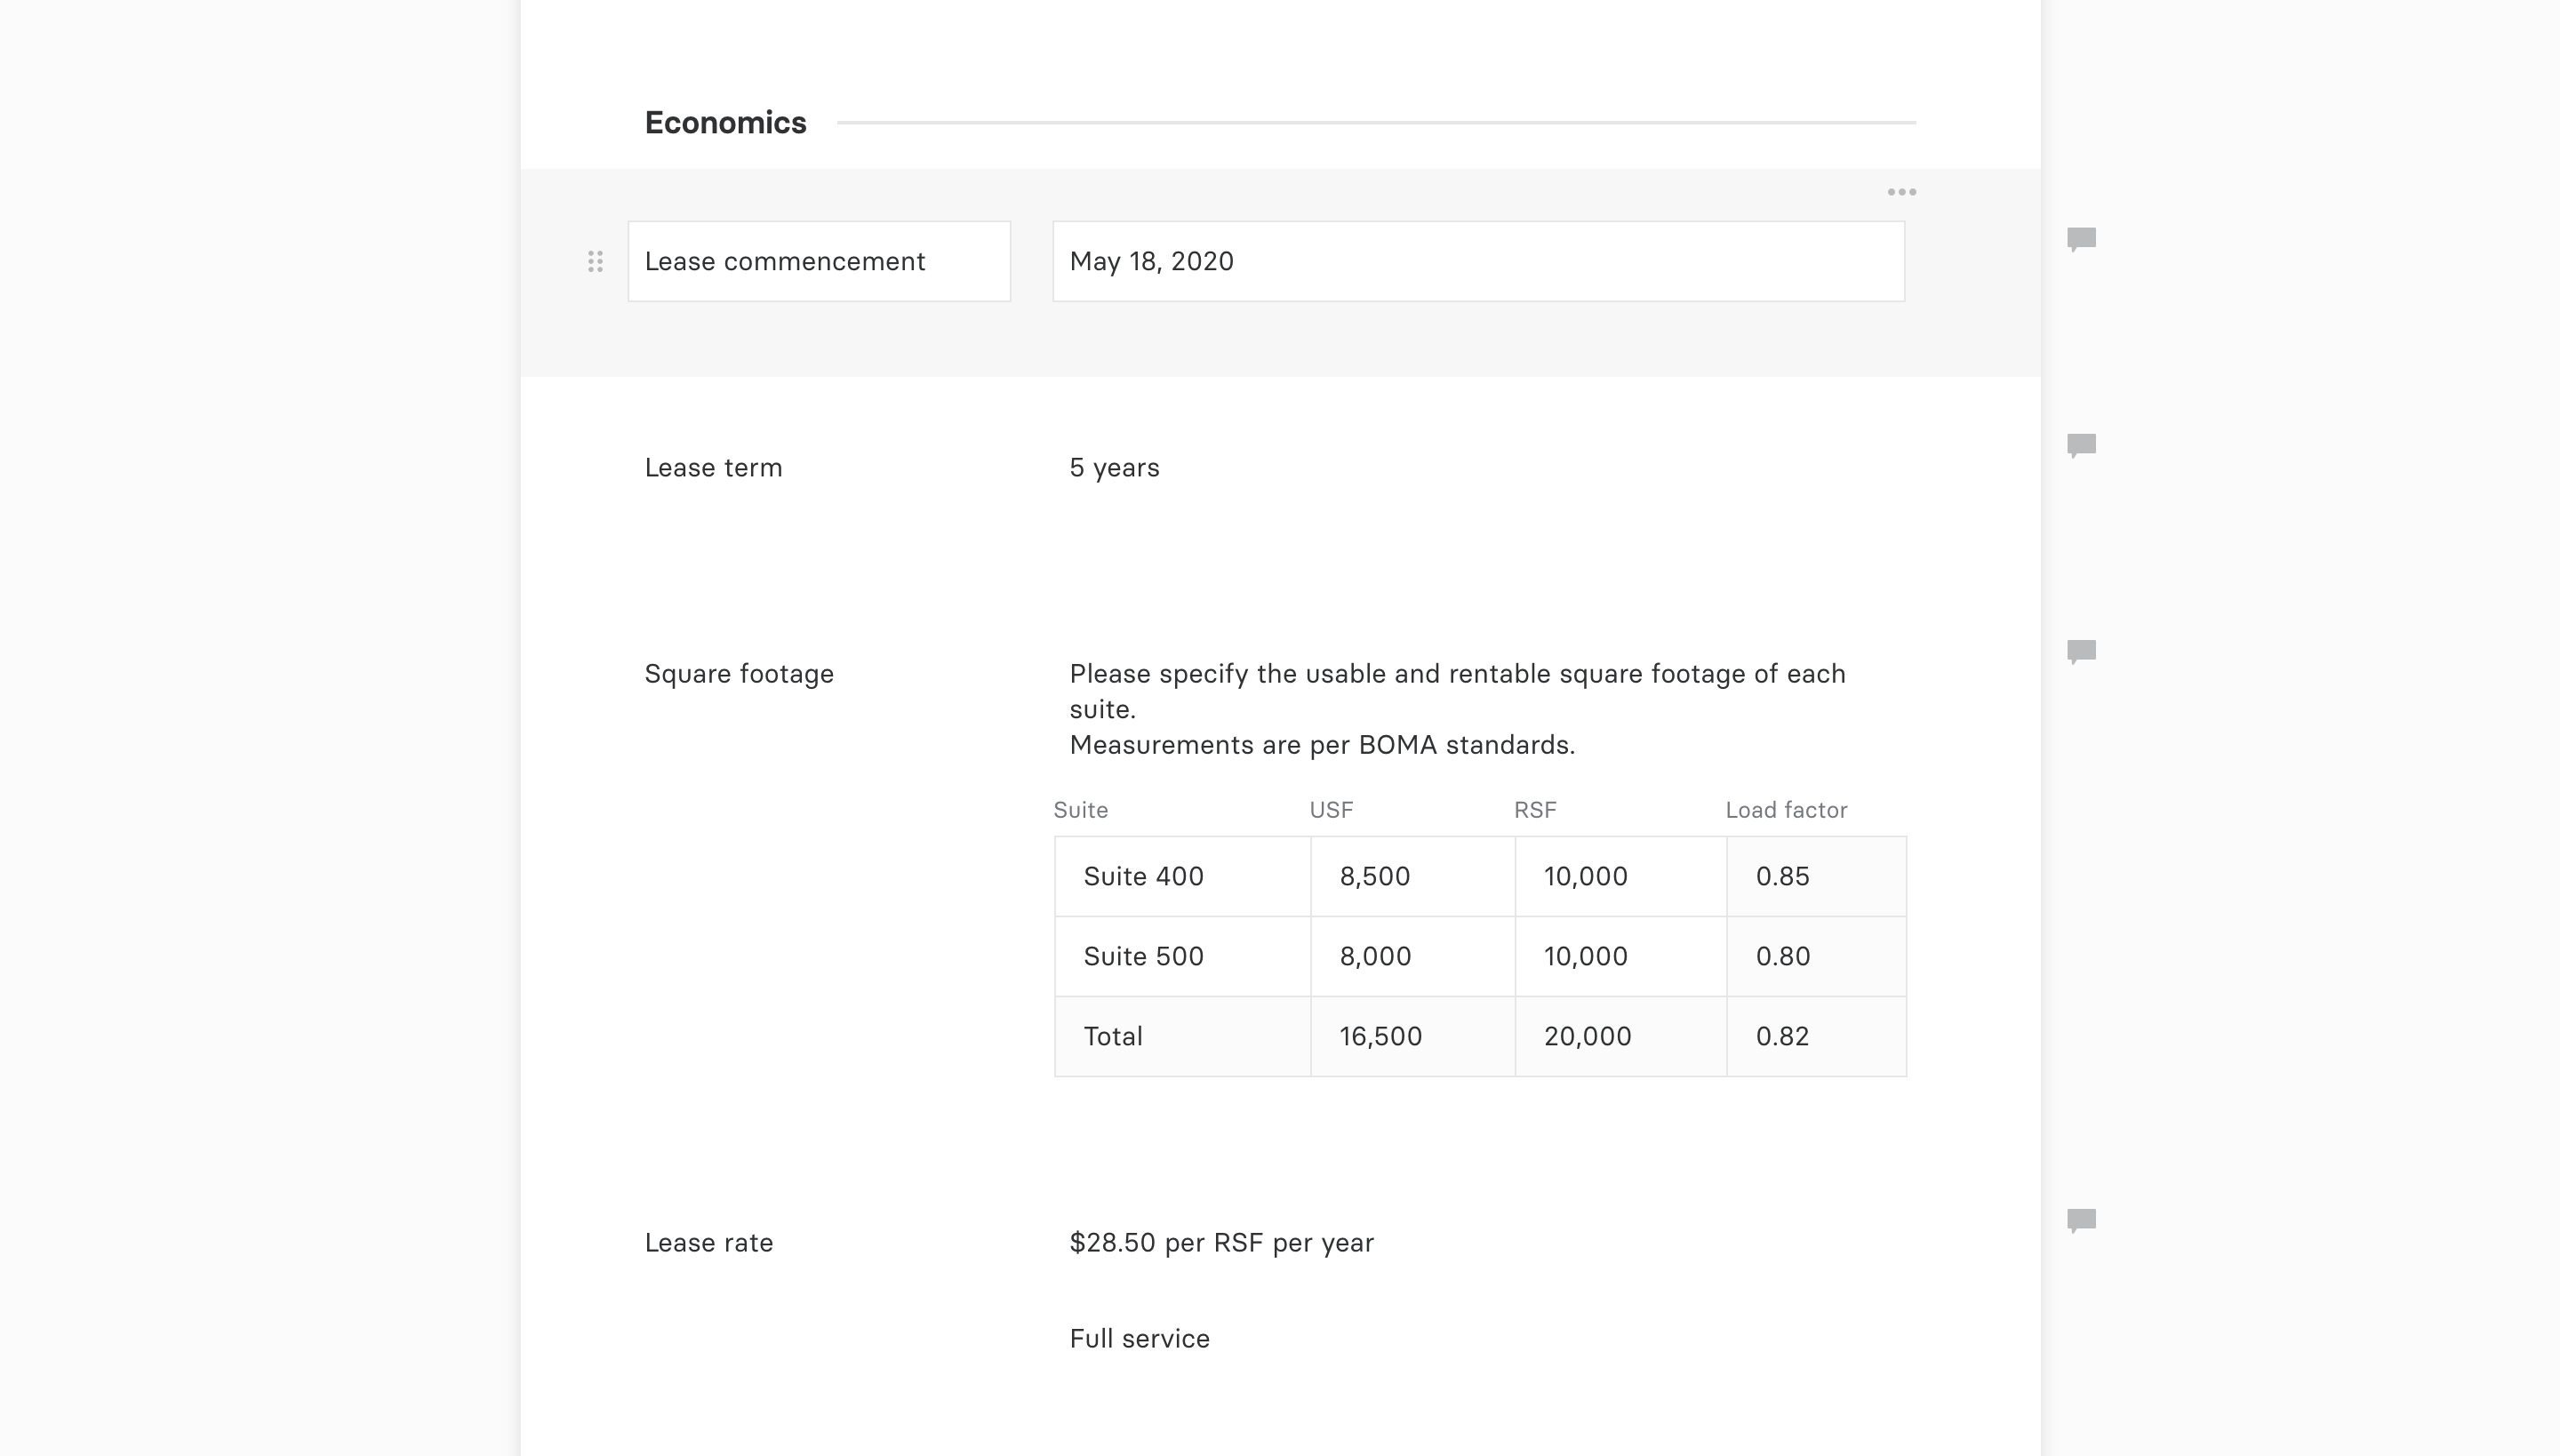 Economics
Lease commencement May 18, 2020
Lease term 5 years
Square footage Please specify the usable and rentable square footage of each
suite.
Measurements are per BOMA standards.
Suite USF RSF Load factor
Suite 400 8,500 10,000 0.85
Suite 500 8,000 10,000 0.80
Total 16,500 20,000 0.82
Lease rate $28.50 per RSF per year
Full service